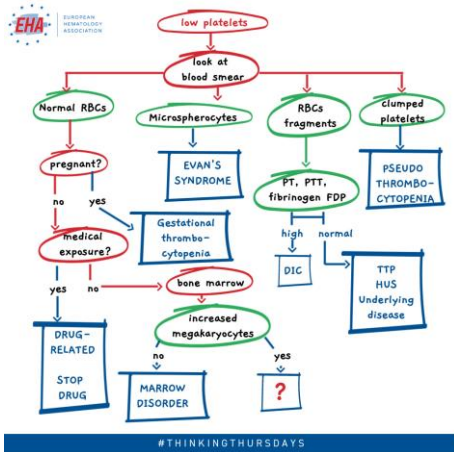 EHA
EUROPEAN
HEMATOLOGY
ASSOCIATION
low platelets
look at
blood smear
Normal RBCs
Microspherocytes
RBCs
fragments
clumped
platelets
pregnant?
EVAN'S
SYNDROME
PT, PTT,
fibrinogen FDP
PSEUDO
THROMBO-
CYTOPENIA
no
yes
Gestational
thrombo-
cytopenia
high
normal
medical
exposure?
DIC
TTP
HUS
Underlying
disease
yes
no
bone marrow
increased
megakaryocytes
DRUG-
RELATED
STOP
DRUG
no
yes
MARROW
DISORDER
?
#THINKINGTHURSDAYS